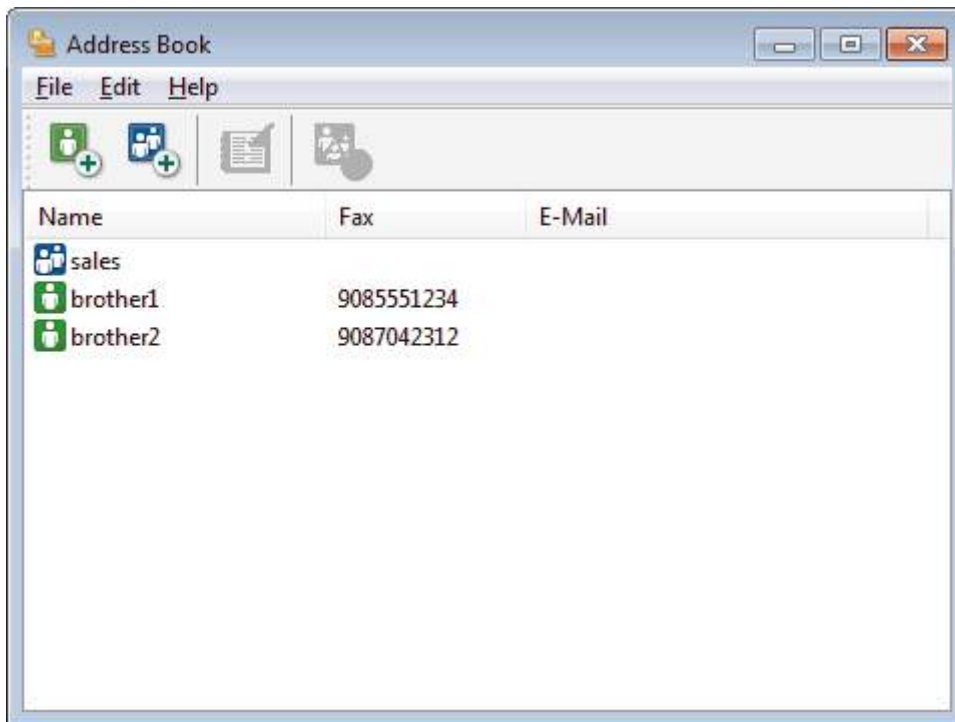 Address Book
File Edit Help
Name Fax E-Mail
sales
brother1 9085551234
brother2 9087042312